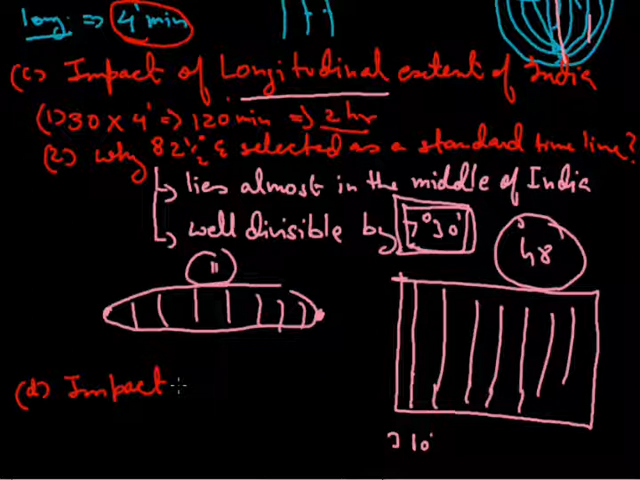 long: => 4' min
(c) Impact of Longitudinal extent of India
(1) 30 x 4' => 120 min => 2 hr
(2) why 82 1/2 E selected as a standard time line?
lies almost in the middle of India
well divisible by 7°30'
11
48
(d) Impact